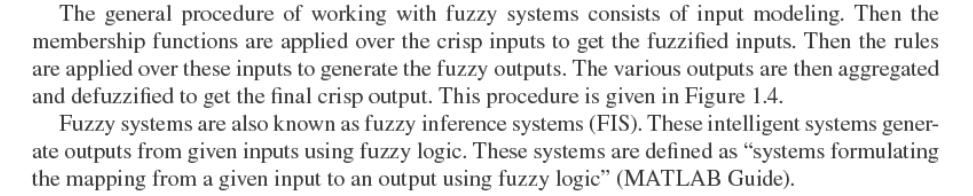 The general procedure of working with fuzzy systems consists of input modeling. Then the
membership functions are applied over the crisp inputs to get the fuzzified inputs. Then the rules
are applied over these inputs to generate the fuzzy outputs. The various outputs are then aggregated
and defuzzified to get the final crisp output. This procedure is given in Figure 1.4.
Fuzzy systems are also known as fuzzy inference systems (FIS). These intelligent systems gener-
ate outputs from given inputs using fuzzy logic. These systems are defined as “systems formulating
the mapping from a given input to an output using fuzzy logic” (MATLAB Guide).